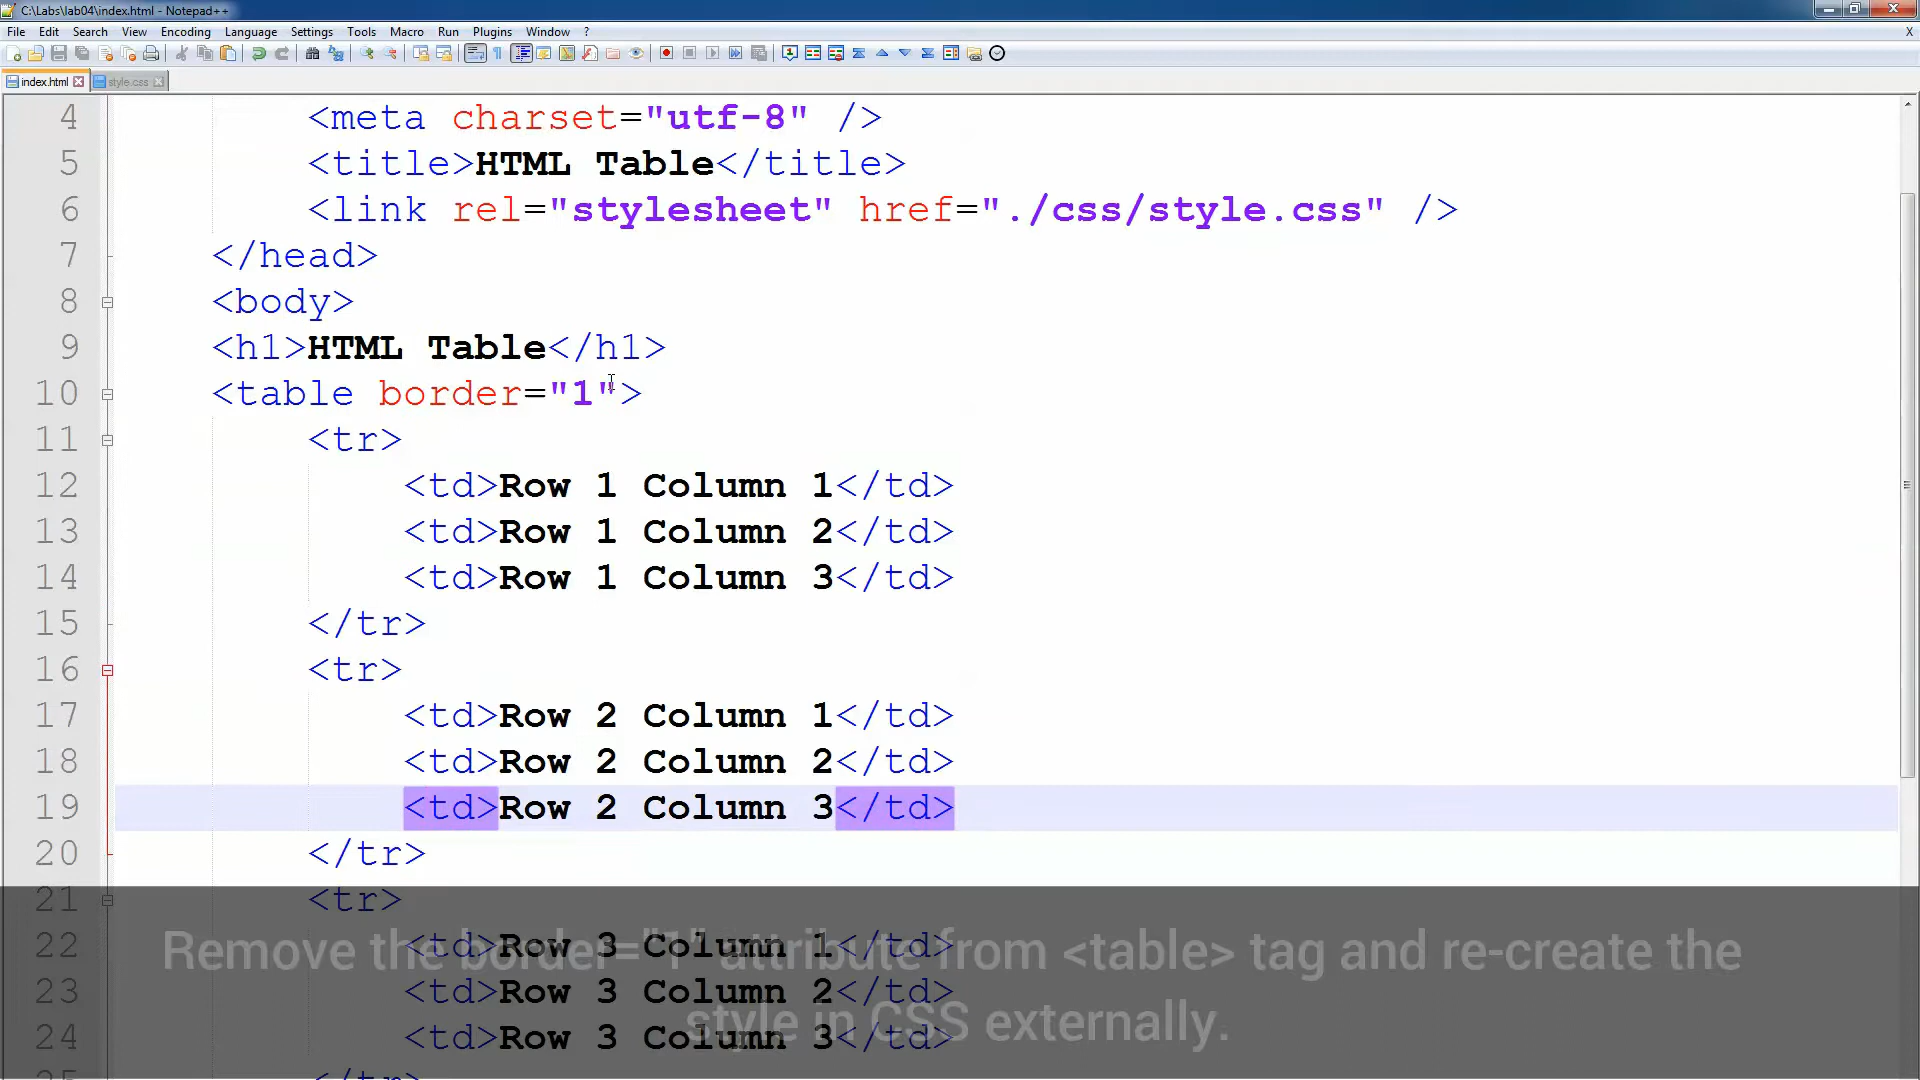 C:\Labs\lab04\index.html - Notepad++
File Edit Search View Encoding Language Settings Tools Macro Run Plugins Window ? X
index.html style.css
4 <meta charset="utf-8" />
5 <title>HTML Table</title>
6 <link rel="stylesheet" href="./css/style.css" />
7 </head>
8 <body>
9 <h1>HTML Table</h1>
10 <table border="1">
11 <tr>
12 <td>Row 1 Column 1</td>
13 <td>Row 1 Column 2</td>
14 <td>Row 1 Column 3</td>
15 </tr>
16 <tr>
17 <td>Row 2 Column 1</td>
18 <td>Row 2 Column 2</td>
19 <td>Row 2 Column 3</td>
20 </tr>
21 <tr>
22 <td>Row 3 Column 1</td>
23 <td>Row 3 Column 2</td>
24 <td>Row 3 Column 3</td>
25 </tr>
Remove the border="1" attribute from <table> tag and re-create the
style in CSS externally.